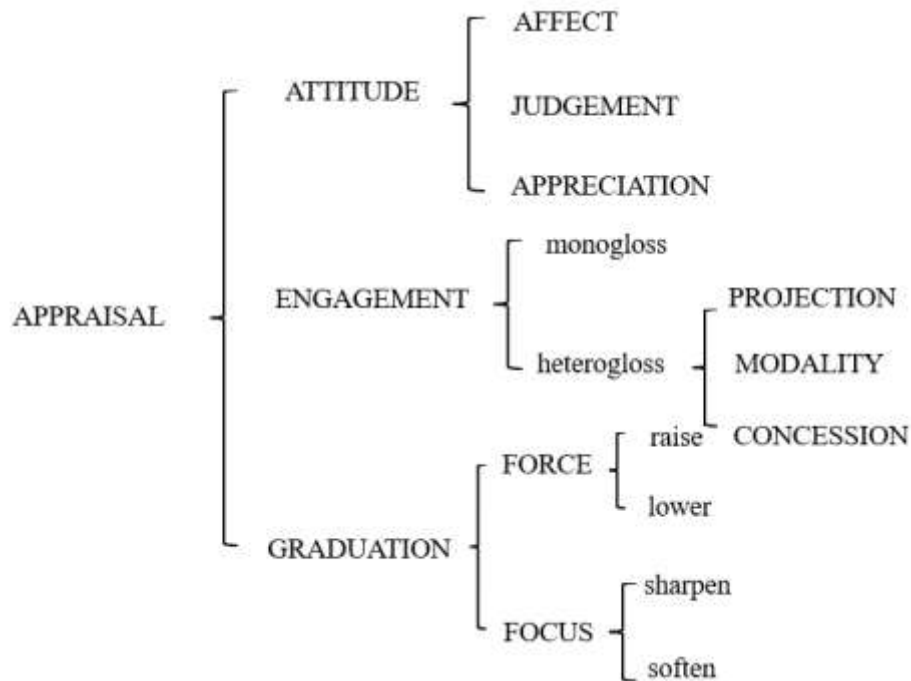 AFFECT
ATTITUDE
JUDGEMENT
APPRECIATION
monogloss
ENGAGEMENT
PROJECTION
APPRAISAL
heterogloss
MODALITY
raise
CONCESSION
FORCE
lower
GRADUATION
sharpen
FOCUS
soften